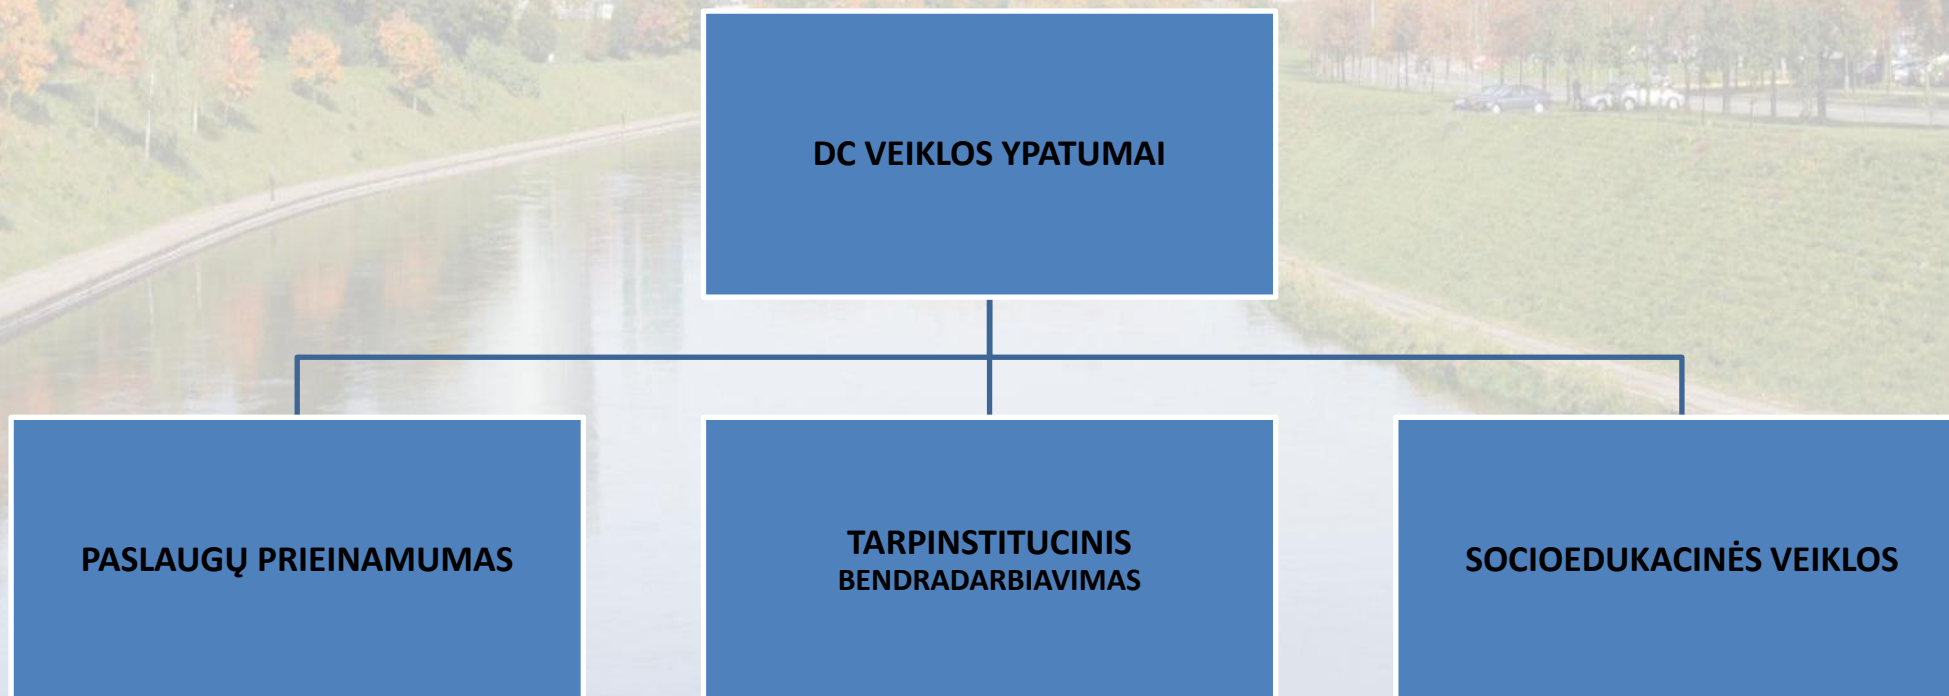 DC VEIKLOS YPATUMAI
PASLAUGŲ PRIEINAMUMAS
TARPINSTITUCINIS
BENDRADARBIAVIMAS
SOCIOEDUKACINĖS VEIKLOS